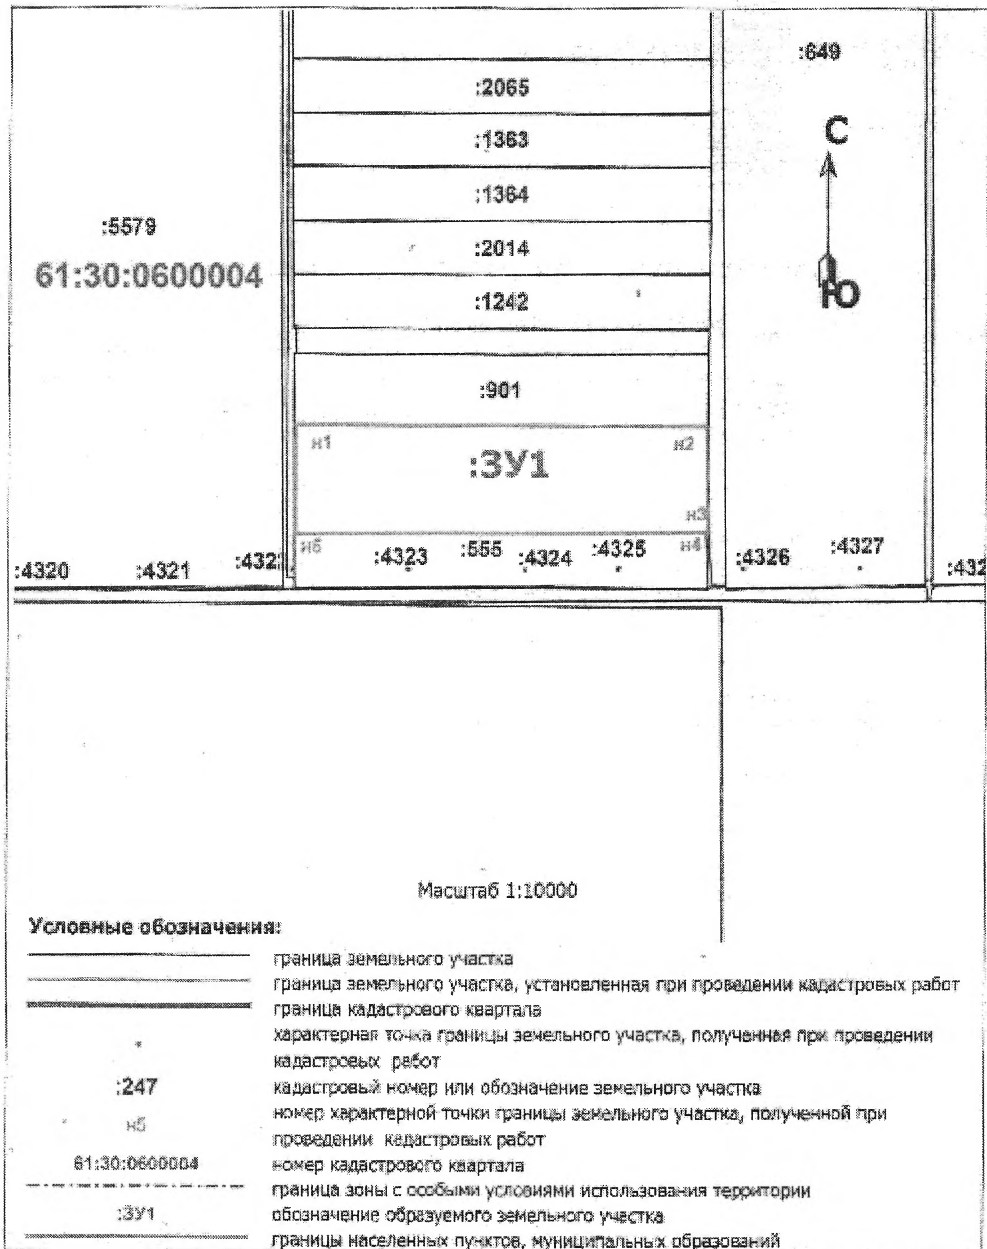 :649
:2065
С
:1363
:1364
:5579
:2014
61:30:0600004
:1242
Ю
:901
н1
:ЗУ1
н2
н3
н5
:4323
:555
:4324
:4325
н4
:4326
:4327
:4320
:4321
:432
:432
Масштаб 1:10000
Условные обозначения:
граница земельного участка
граница земельного участка, установленная при проведении кадастровых работ
граница кадастрового квартала
характерная точка границы земельного участка, полученная при проведении
кадастровых работ
:247 кадастровый номер или обозначение земельного участка
н5 номер характерной точки границы земельного участка, полученной при
проведении кадастровых работ
61:30:0600004 номер кадастрового квартала
граница зоны с особыми условиями использования территории
:ЗУ1 обозначение образуемого земельного участка
границы населенных пунктов, муниципальных образований